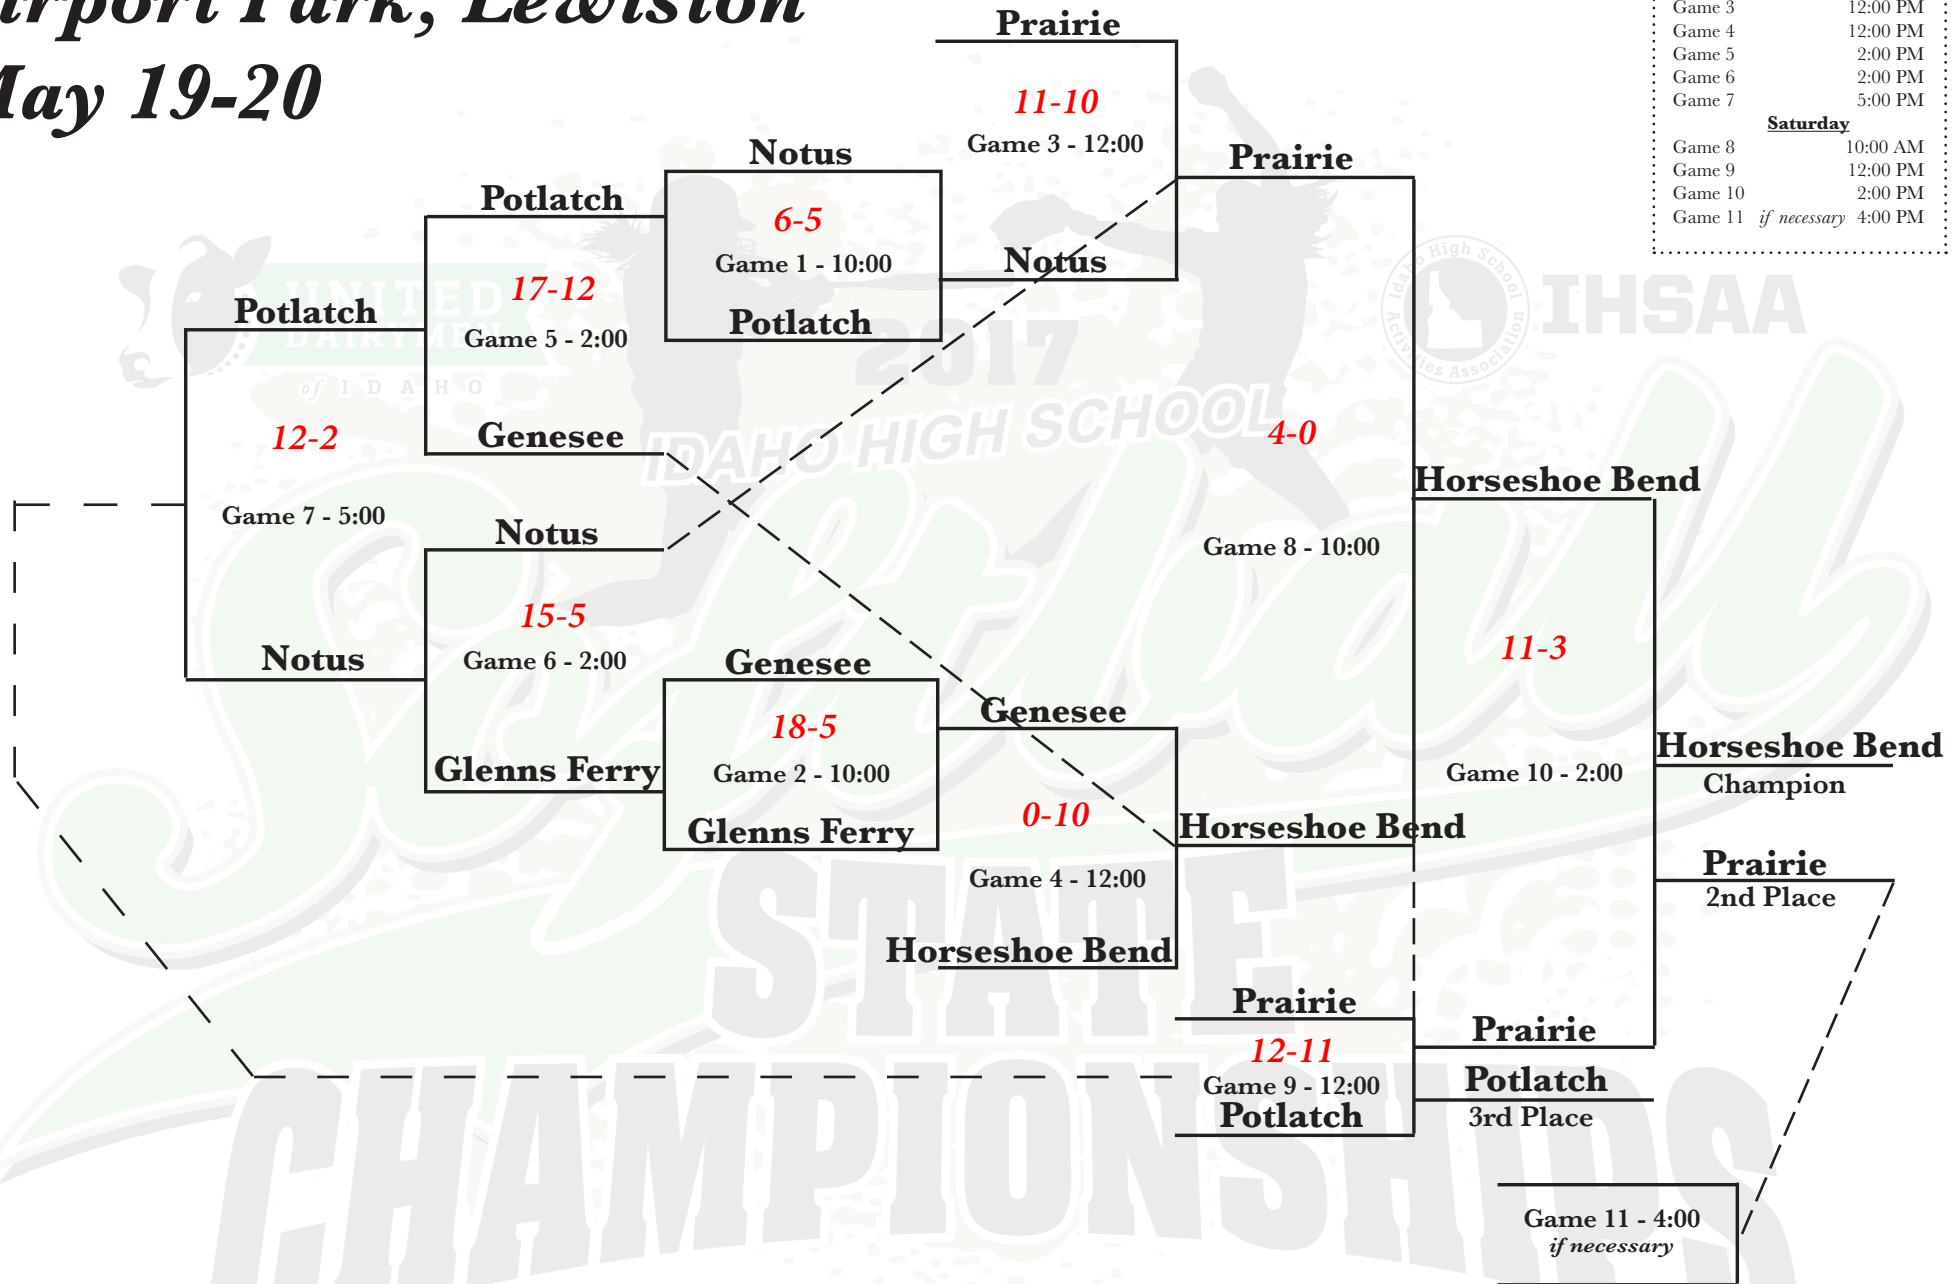 Airport Park, Lewiston
May 19-20
Game 3 12:00 PM
Game 4 12:00 PM
Game 5 2:00 PM
Game 6 2:00 PM
Game 7 5:00 PM
Saturday
Game 8 10:00 AM
Game 9 12:00 PM
Game 10 2:00 PM
Game 11 if necessary 4:00 PM
Prairie
11-10
Game 3 - 12:00
Notus
Prairie
Notus
6-5
Game 1 - 10:00
Potlatch
Potlatch
17-12
Game 5 - 2:00
Genesee
Potlatch
12-2
Game 7 - 5:00
Notus
Notus
15-5
Game 6 - 2:00
Glenns Ferry
Genesee
18-5
Game 2 - 10:00
Glenns Ferry
Genesee
0-10
Game 4 - 12:00
Horseshoe Bend
4-0
Game 8 - 10:00
Horseshoe Bend
Horseshoe Bend
11-3
Game 10 - 2:00
Horseshoe Bend
Champion
Prairie
2nd Place
Prairie
12-11
Game 9 - 12:00
Potlatch
Prairie
Potlatch
3rd Place
Game 11 - 4:00
if necessary
UNITED
DAIRYMEN
of IDAHO
2017
IDAHO HIGH SCHOOL
Idaho High School
Activities Association
IHSAA
Softball
STATE
CHAMPIONSHIPS